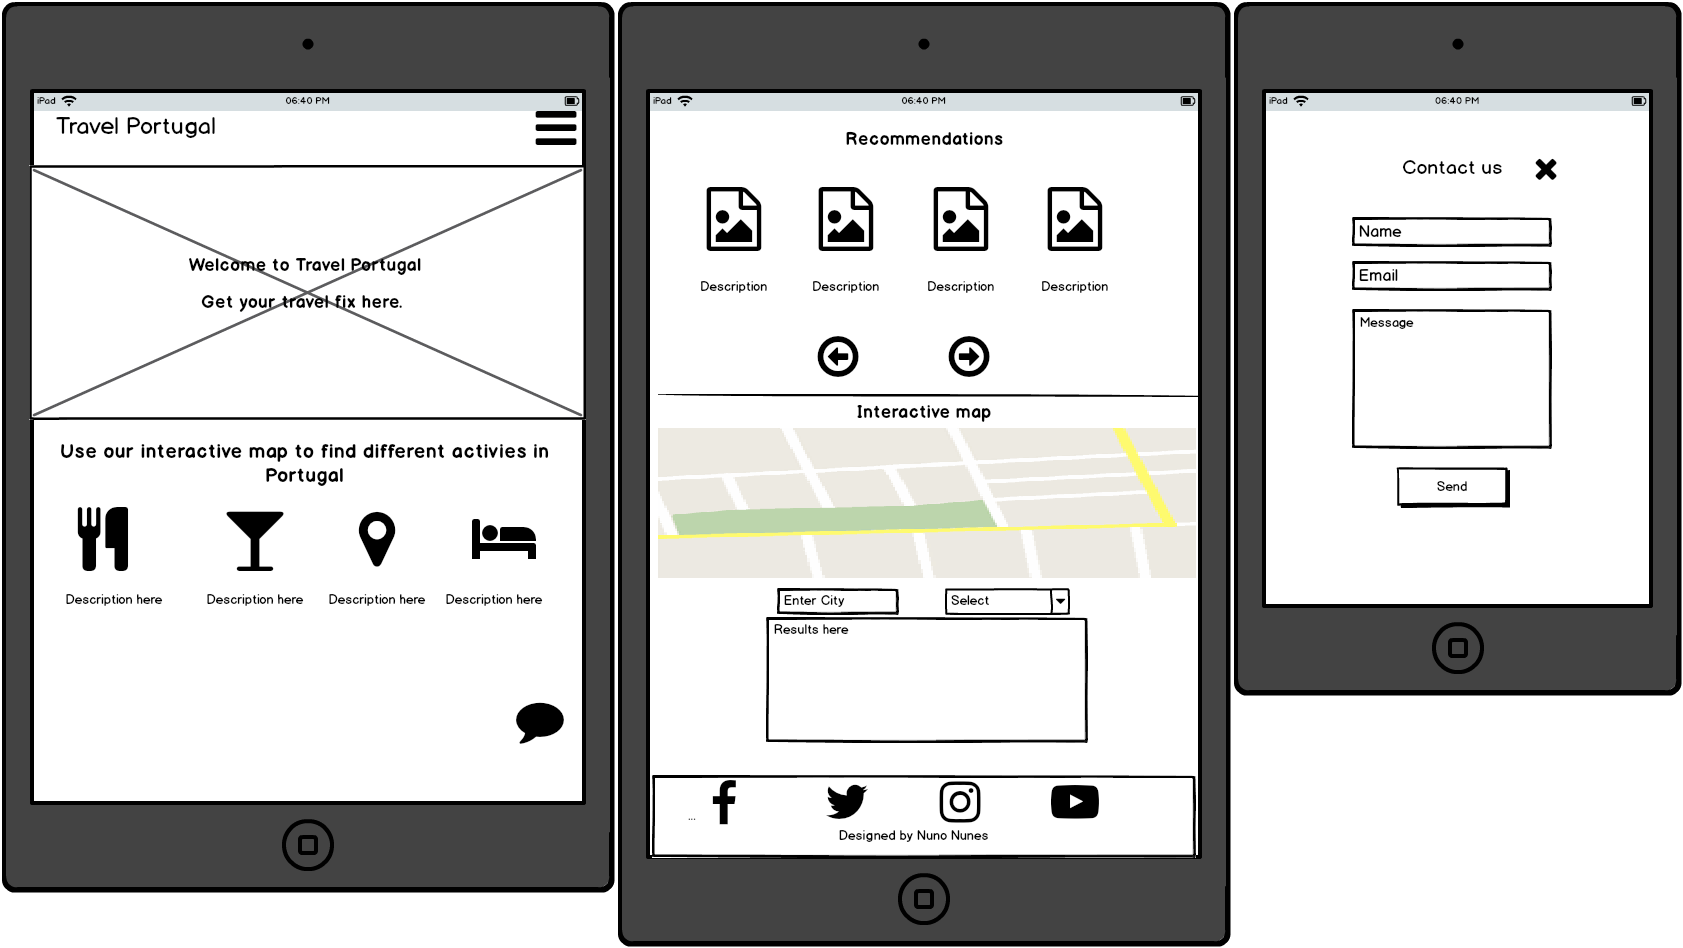 iPad
06:40 PM
Travel Portugal
Welcome to Travel Portugal
Get your travel fix here.
Use our interactive map to find different activies in
Portugal
Description here
Description here
Description here
Description here
iPad
06:40 PM
Recommendations
Description
Description
Description
Description
Interactive map
Enter City
Select
Results here
...
Designed by Nuno Nunes
iPad
06:40 PM
Contact us
Name
Email
Message
Send